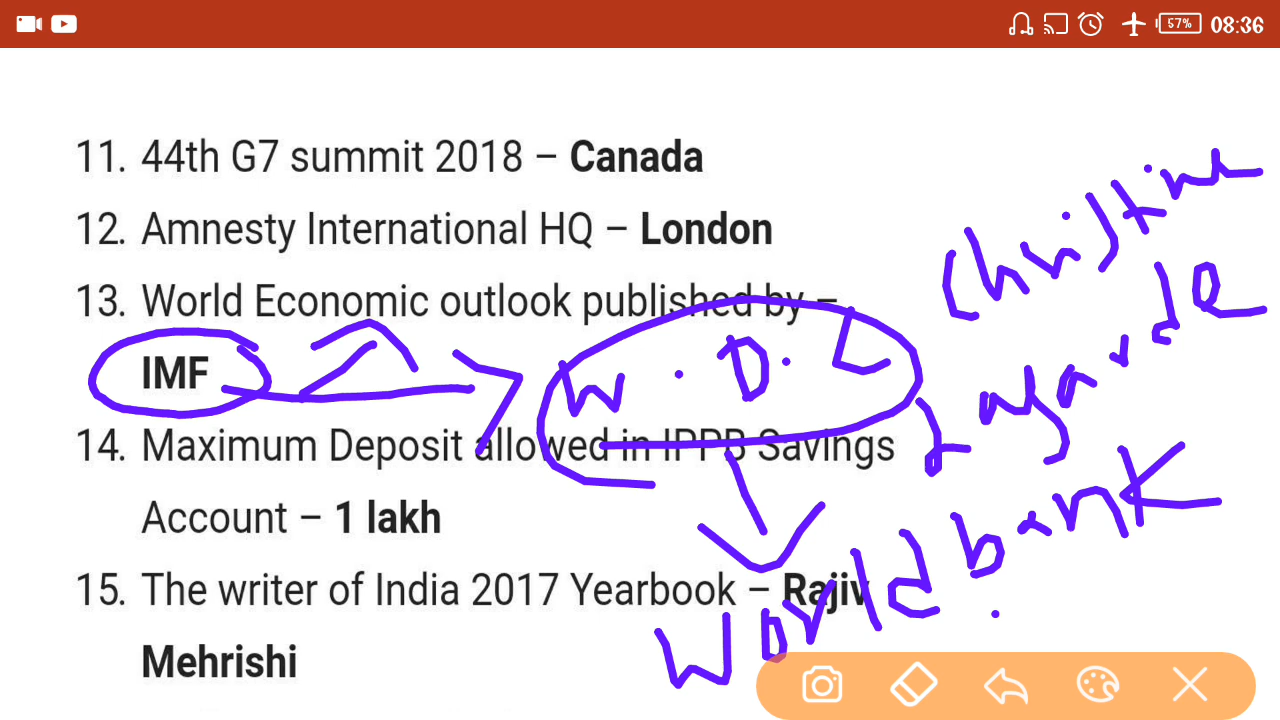 57% 08:36
11. 44th G7 summit 2018 – Canada
12. Amnesty International HQ – London
13. World Economic outlook published by –
IMF
14. Maximum Deposit allowed in IPPB Savings
Account – 1 lakh
15. The writer of India 2017 Yearbook – Rajiv
Mehrishi
Christine
Lagarde
W. D. L
World bank